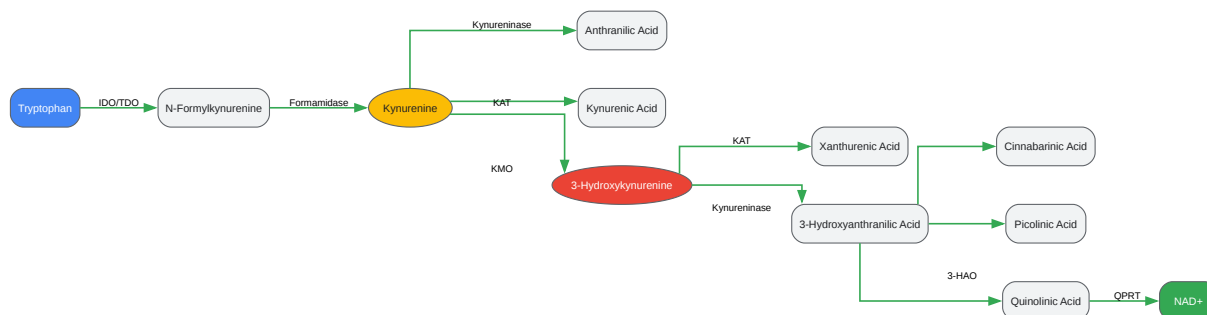 Kynureninase
Anthranilic Acid
Tryptophan
IDO/TDO
N-Formylkynurenine
Formamidase
Kynurenine
KAT
Kynurenic Acid
KMO
3-Hydroxykynurenine
KAT
Xanthurenic Acid
Cinnabarinic Acid
Kynureninase
3-Hydroxyanthranilic Acid
Picolinic Acid
3-HAO
Quinolinic Acid
QPRT
NAD+